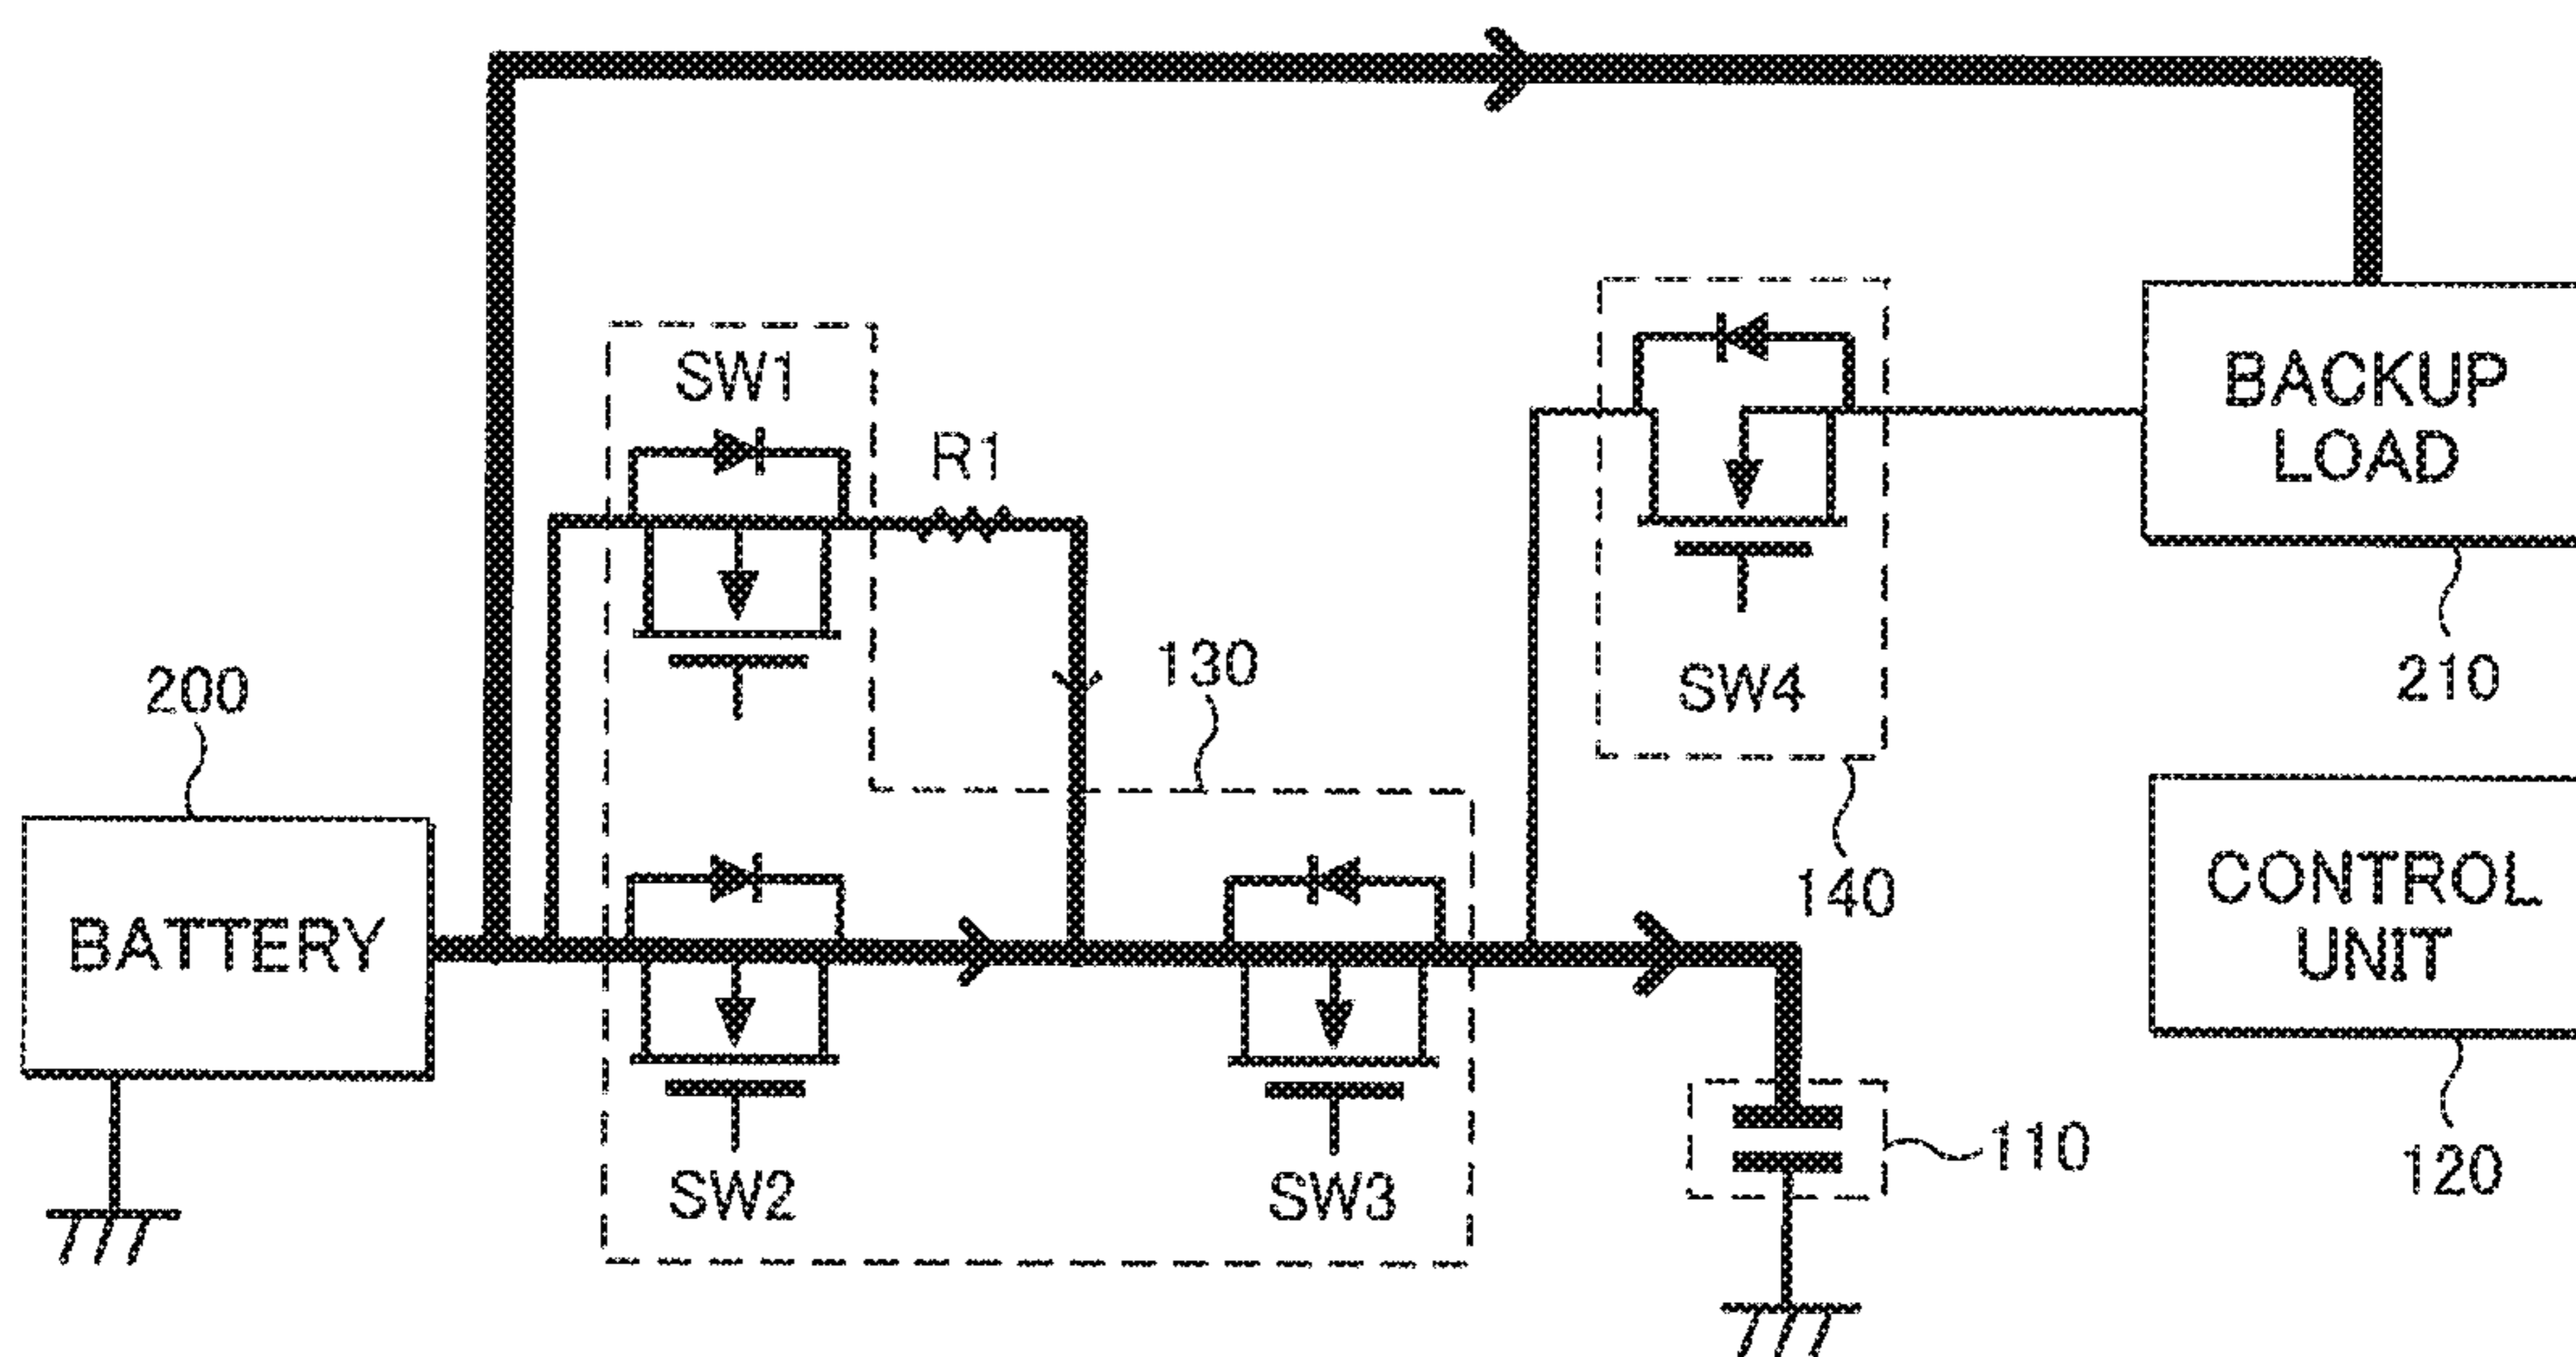 SW1
R1
BACKUP
LOAD
210
SW4
130
200
140
BATTERY
CONTROL
UNIT
110
120
SW2
SW3